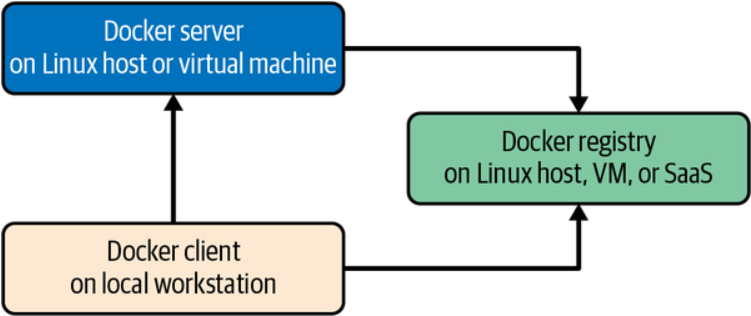 Docker server
on Linux host or virtual machine
Docker registry
on Linux host, VM, or SaaS
Docker client
on local workstation